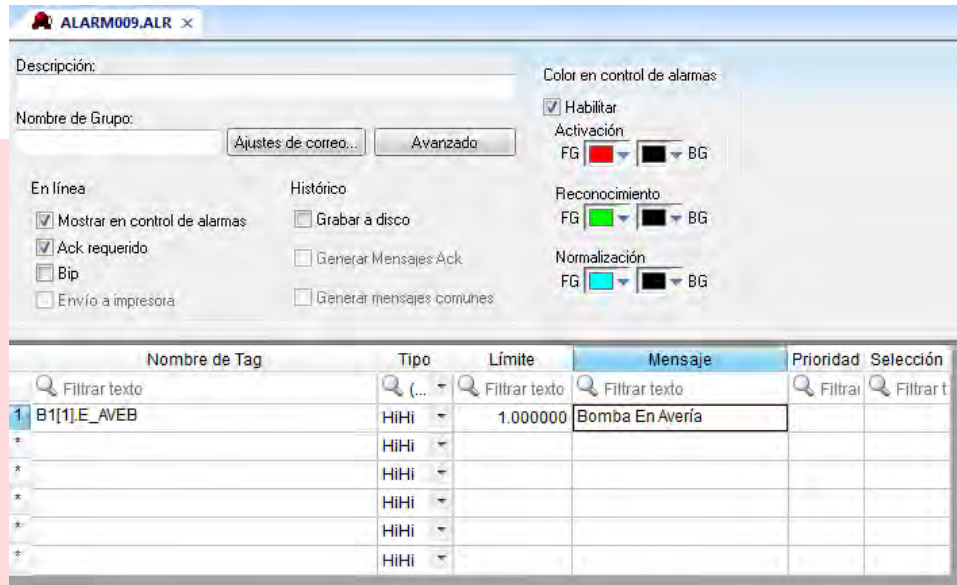 ALARM009.ALR ×
Descripción:
Nombre de Grupo:
Ajustes de correo... Avanzado
En línea
Mostrar en control de alarmas
Ack requerido
Bip
Envío a impresora
Histórico
Grabar a disco
Generar Mensajes Ack
Generar mensajes comunes
Color en control de alarmas
Habilitar
Activación
FG BG
Reconocimiento
FG BG
Normalización
FG BG
Nombre de Tag Tipo Límite Mensaje Prioridad Selección
Filtrar texto (... Filtrar texto Filtrar texto Filtrar Filtrar t
1 B1[1].E_AVEB HiHi 1.000000 Bomba En Avería
* HiHi
* HiHi
* HiHi
* HiHi
* HiHi